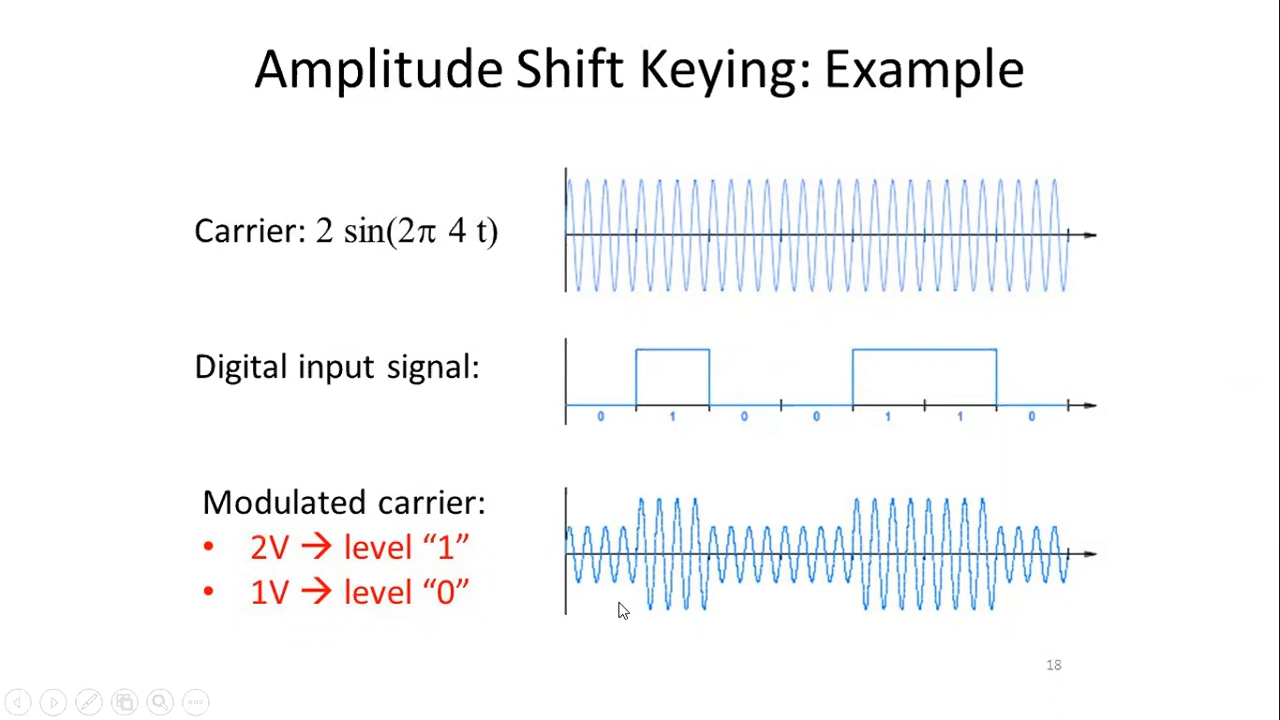 Amplitude Shift Keying: Example
Carrier: 2 sin(2π 4 t)
Digital input signal:
0 1 0 0 1 1 0
Modulated carrier:
• 2V → level “1”
• 1V → level “0”
18